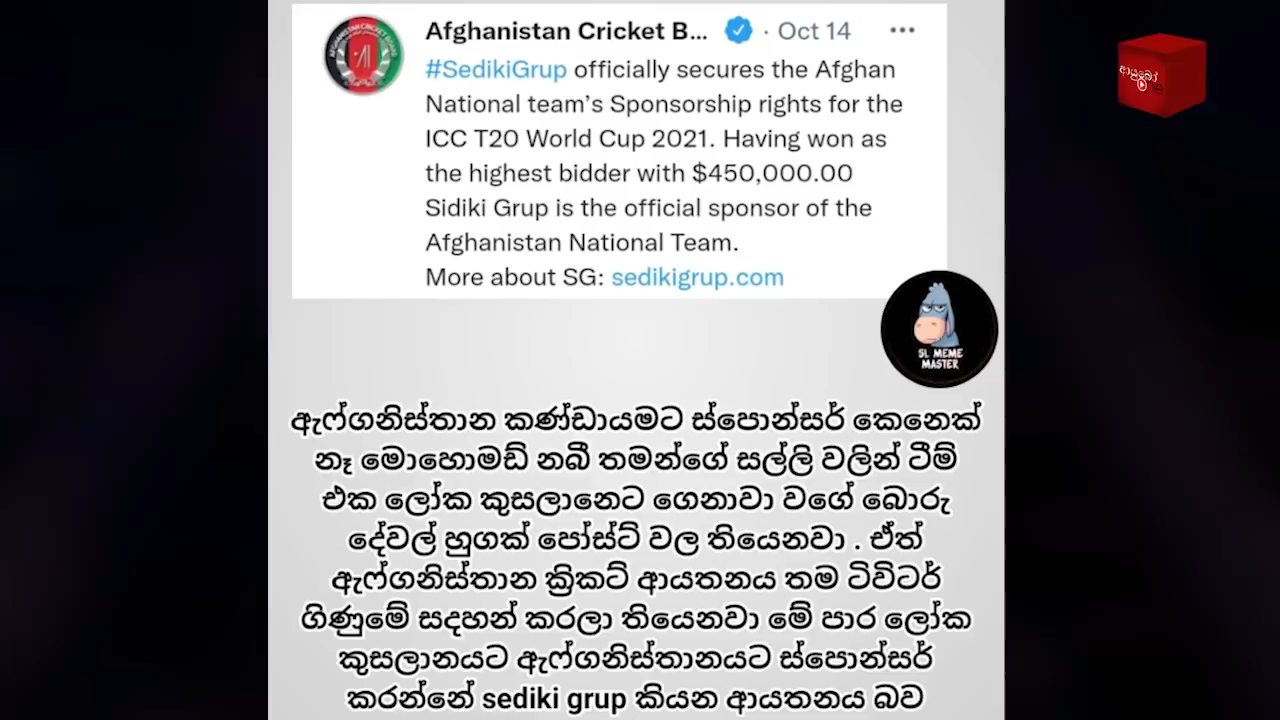 Afghanistan Cricket B... · Oct 14
#SedikiGrup officially secures the Afghan
National team's Sponsorship rights for the
ICC T20 World Cup 2021. Having won as
the highest bidder with $450,000.00
Sidiki Grup is the official sponsor of the
Afghanistan National Team.
More about SG: sedikigrup.com
SL MEME
MASTER
ඇෆ්ගනිස්තාන කණ්ඩායමට ස්පොන්සර් කෙනෙක්
නෑ මොහොමඩ් නබී තමන්ගේ සල්ලි වලින් ටීම්
එක ලෝක කුසලානෙට ගෙනාවා වගේ බොරු
දේවල් හුගක් පෝස්ට් වල තියෙනවා . ඒත්
ඇෆ්ගනිස්තාන ක්‍රිකට් ආයතනය තම ටිවිටර්
ගිණුමේ සදහන් කරලා තියෙනවා මේ පාර ලෝක
කුසලානයට ඇෆ්ගනිස්තානයට ස්පොන්සර්
කරන්නේ sediki grup කියන ආයතනය බව